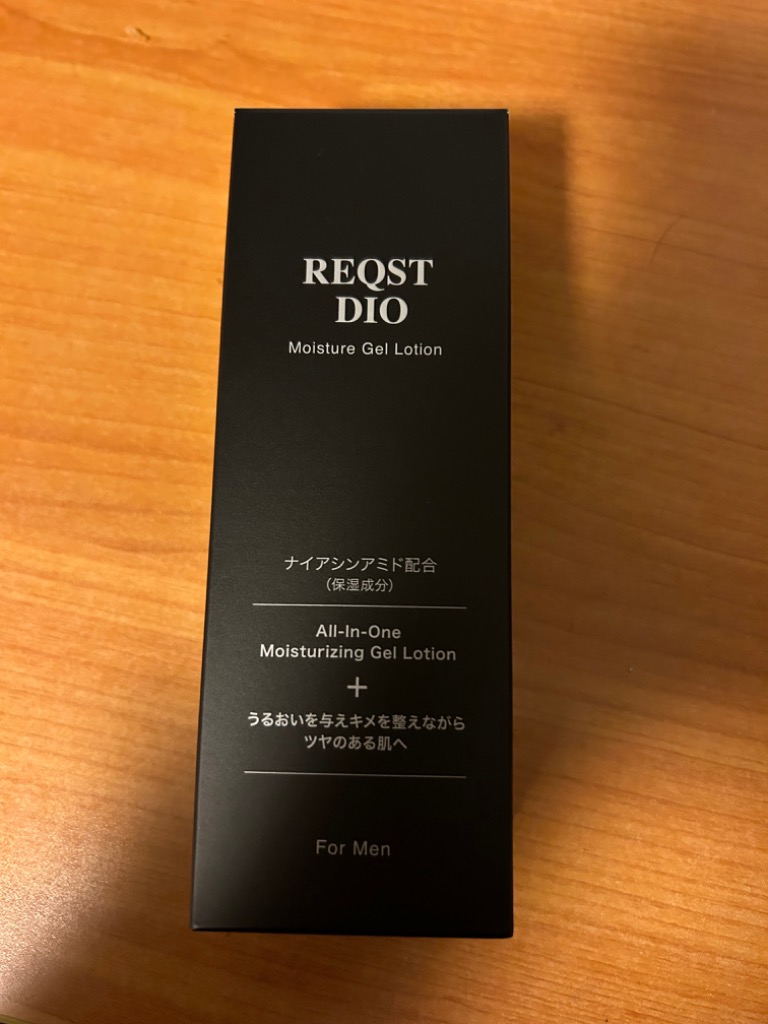 REQST
DIO
Moisture Gel Lotion
ナイアシンアミド配合
（保湿成分）
All-In-One
Moisturizing Gel Lotion
+
うるおいを与えキメを整えながら
ツヤのある肌へ
For Men